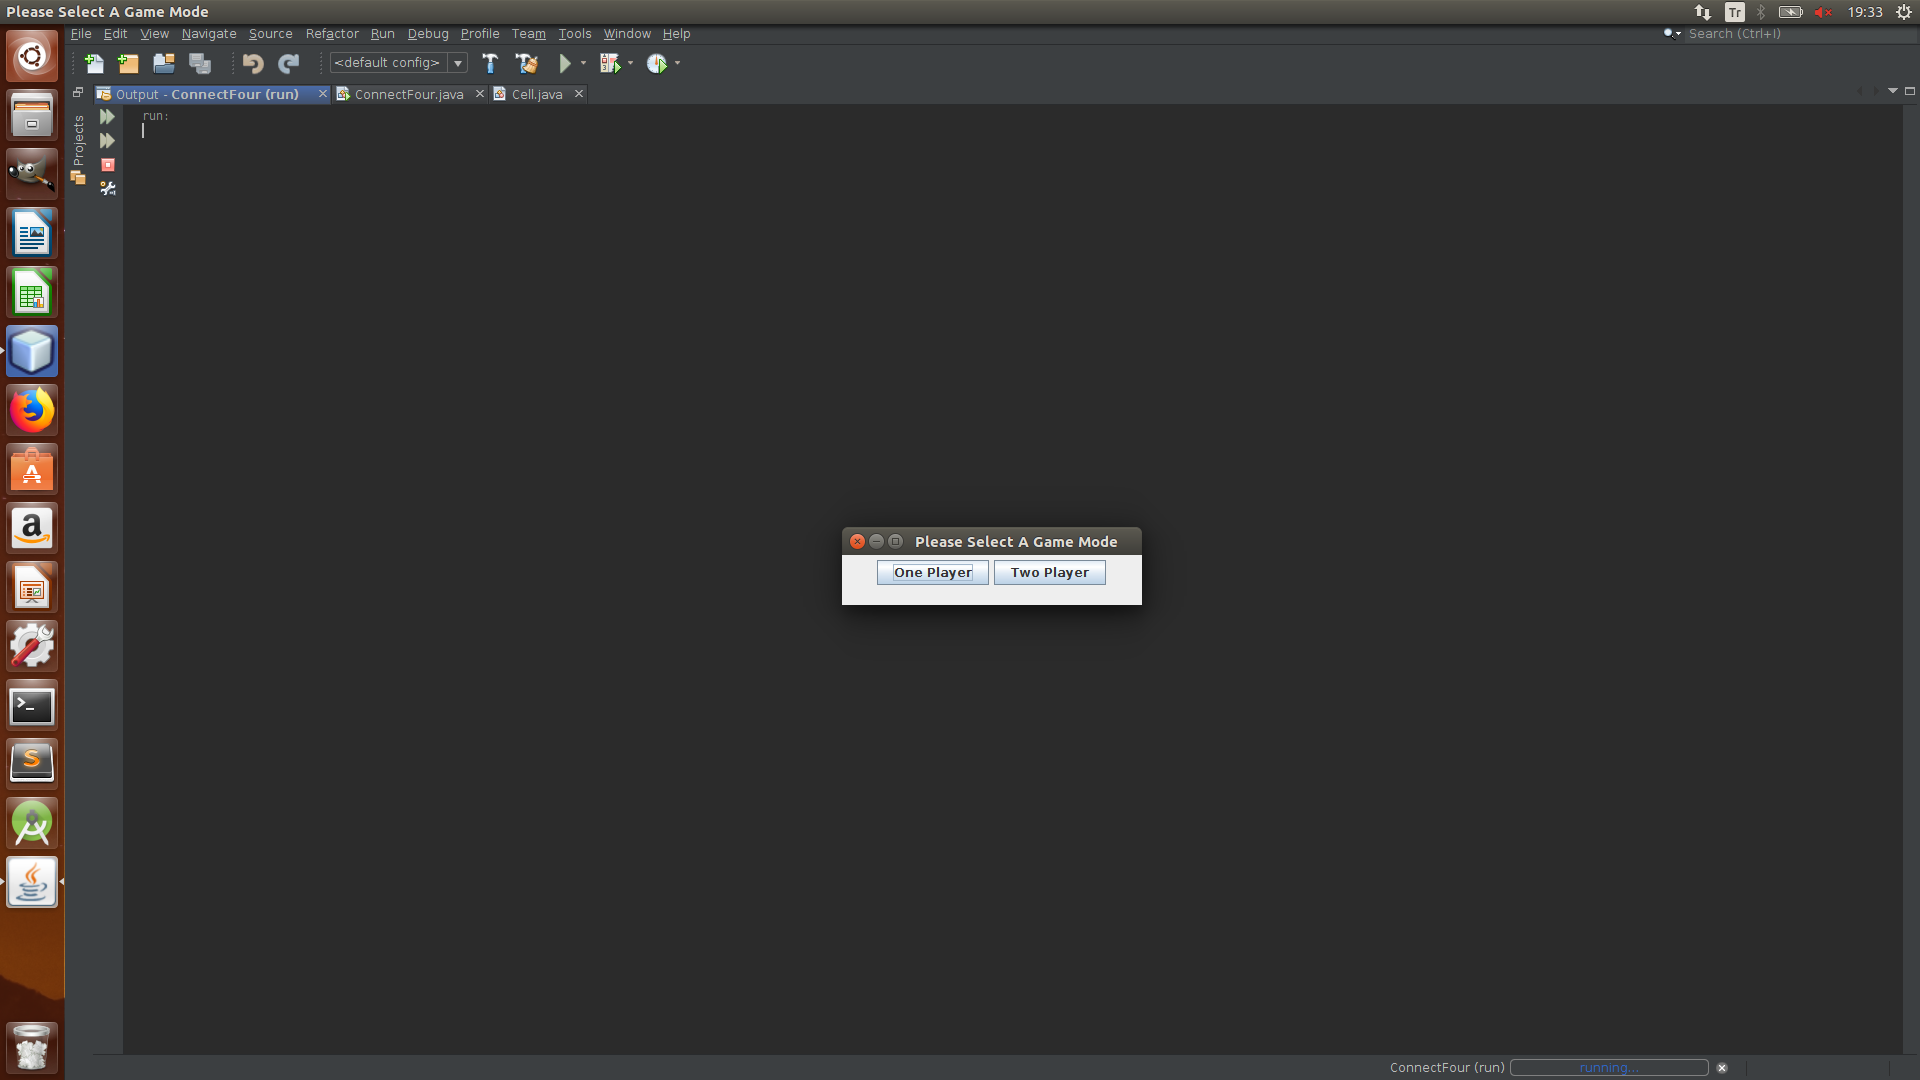 Please Select A Game Mode
Tr
19:33
File Edit View Navigate Source Refactor Run Debug Profile Team Tools Window Help
Search (Ctrl+I)
<default config>
Output - ConnectFour (run)
ConnectFour.java
Cell.java
Projects
run:
Please Select A Game Mode
One Player
Two Player
ConnectFour (run)
running...